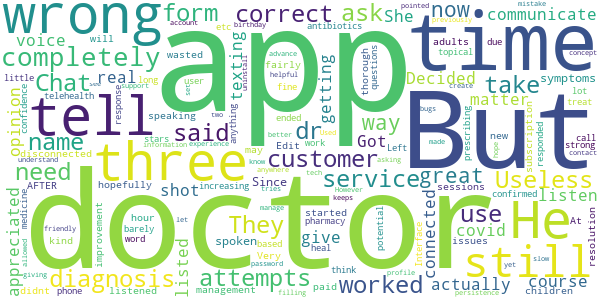 wrong
form
correct
ask
She
now
account
will
etc
antibiotics
app
time
communicate
completely
voice
adults
due
previously
mistake
pointed
topical
concept
little
Chat
real
long
birthday
advance
texting
getting
thorough
questions
Decided
take
symptoms
telehealth
user
uninstall
helpful
fairly
fine
matter
lot
treat
opinion
confidence
tell
speaking
response
set
wasted
But
improvement
bugs
create
name
said
dr
ended
way
prescribing
new
hope
call
strong
contact
disconnected
anything
two
Edit
work
Got
Left
responded
subscription
stars
support
three
customer
better
used
made
Useless
understand
information
experience
may
asking
need
AFTER
Since
know
anywhere
tech
service
great
sessions
confirmed
listen
hopefully
shot
increasing
However
use
appreciated
medicine
doctor
They
give
started
pharmacy
heal
manage
keeps
tries
potential
connected
He
still
covid
At
issues
yet
slow
resolution
hour
barely
word
let
spoken
based
Very
password
think
profile
Interface
actually
course
children
persistence
friendly
kind
listed
attempts
worked
allowed
giving
didnt
diagnosis
phone
listened
management
filling
paid